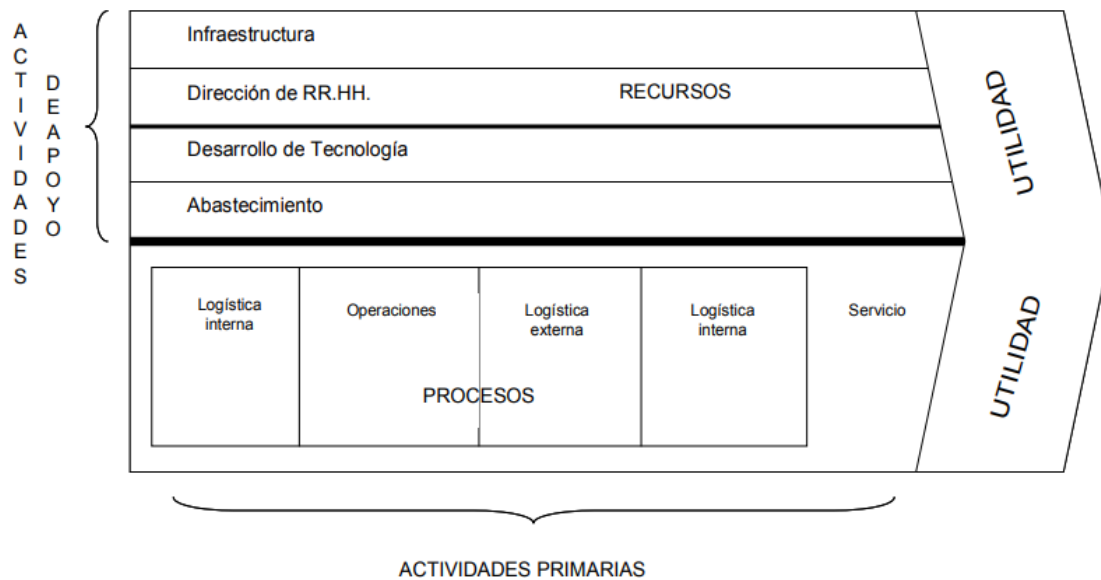 ACTIVIDADES
DE APOYO
Infraestructura
Dirección de RR.HH.
RECURSOS
Desarrollo de Tecnología
Abastecimiento
UTILIDAD
Logística
interna
Operaciones
Logística
externa
Logística
interna
Servicio
PROCESOS
UTILIDAD
ACTIVIDADES PRIMARIAS